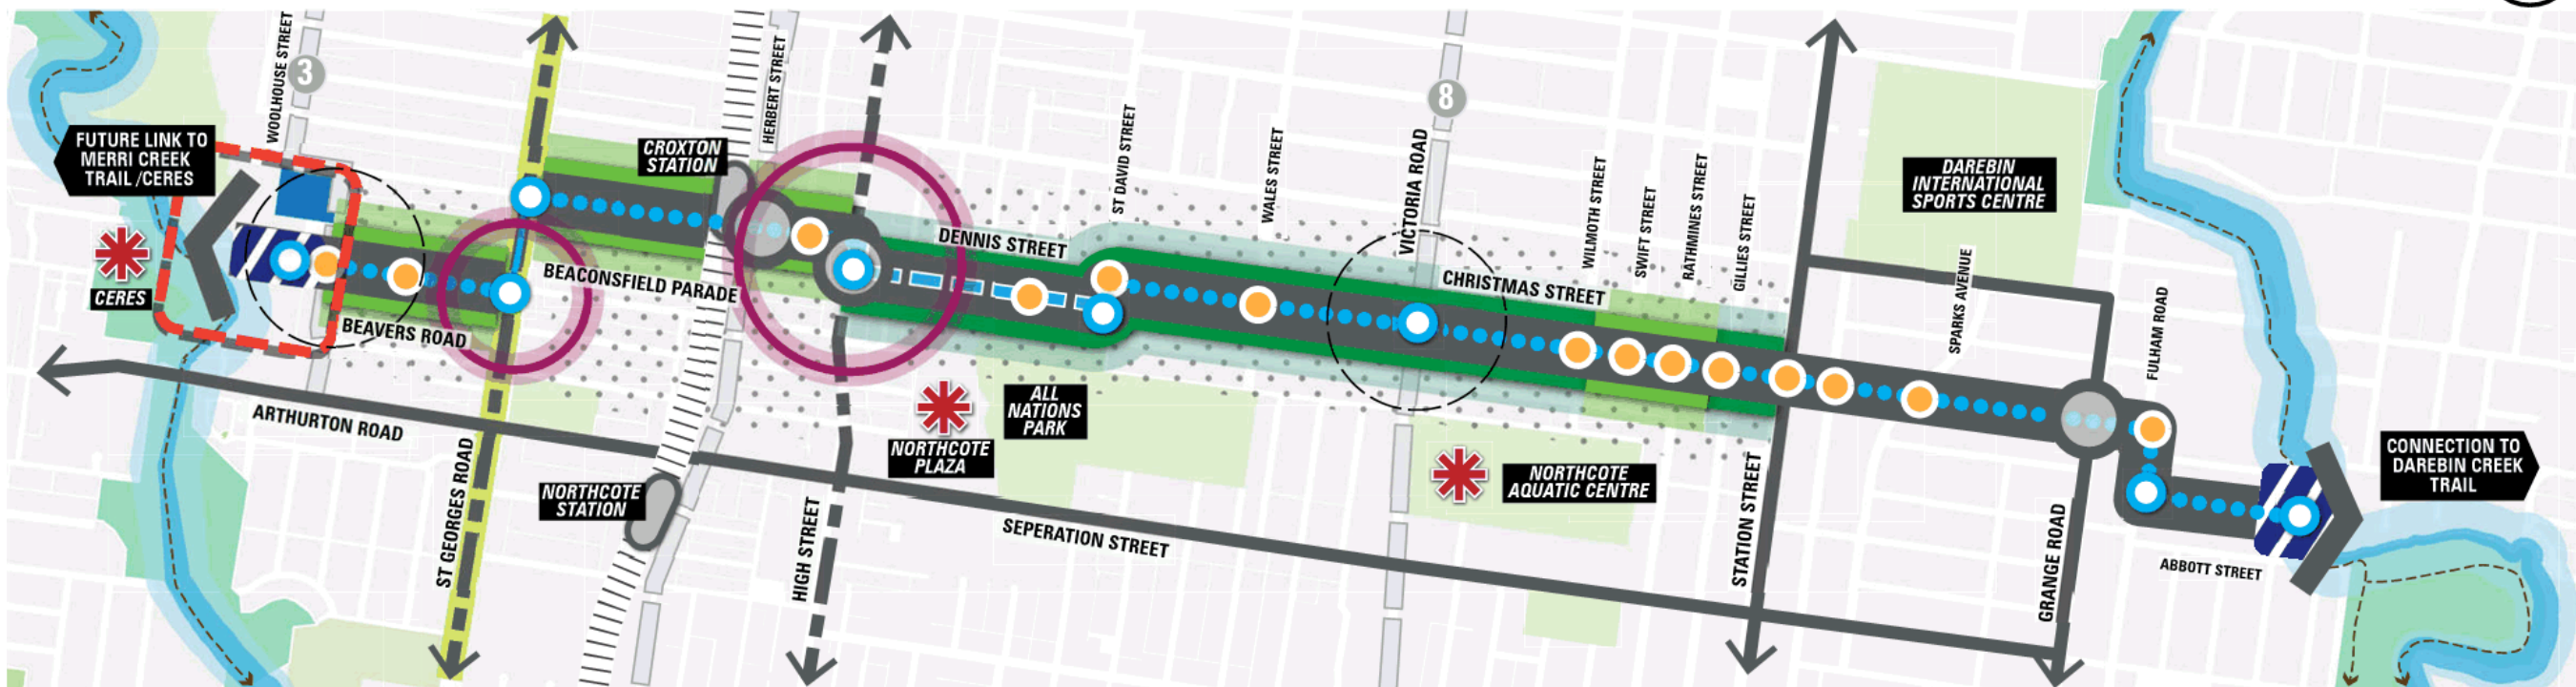 WOOLHOUSE STREET
3
HERBERT STREET
8
FUTURE LINK TO
MERRI CREEK
TRAIL /CERES
CROXTON
STATION
ST DAVID STREET
WALES STREET
VICTORIA ROAD
WILMOTH STREET
SWIFT STREET
RATHMINES STREET
GILLIES STREET
DAREBIN
INTERNATIONAL
SPORTS CENTRE
CERES
BEAVERS ROAD
BEACONSFIELD PARADE
DENNIS STREET
CHRISTMAS STREET
SPARKS AVENUE
FULHAM ROAD
ARTHURTON ROAD
ST GEORGES ROAD
NORTHCOTE
STATION
HIGH STREET
NORTHCOTE
PLAZA
ALL
NATIONS
PARK
SEPERATION STREET
NORTHCOTE
AQUATIC CENTRE
STATION STREET
GRANGE ROAD
ABBOTT STREET
CONNECTION TO
DAREBIN CREEK
TRAIL